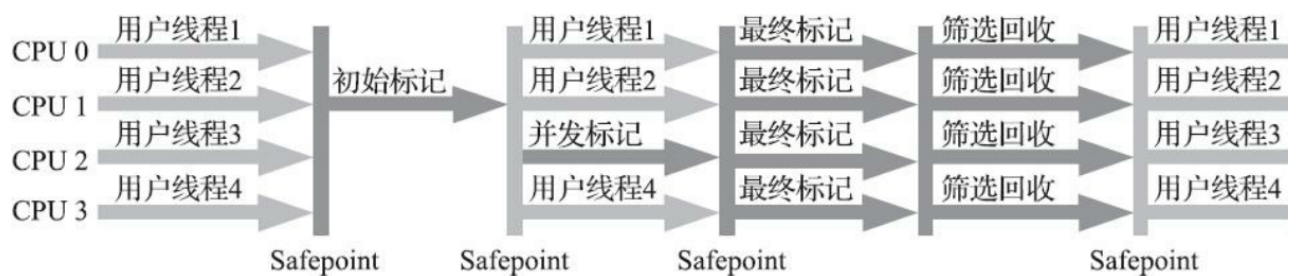 CPU 0 用户线程1 用户线程1 最终标记 筛选回收 用户线程1
CPU 1 用户线程2 初始标记 用户线程2 最终标记 筛选回收 用户线程2
CPU 2 用户线程3 并发标记 最终标记 筛选回收 用户线程3
CPU 3 用户线程4 用户线程4 最终标记 筛选回收 用户线程4
Safepoint Safepoint Safepoint Safepoint